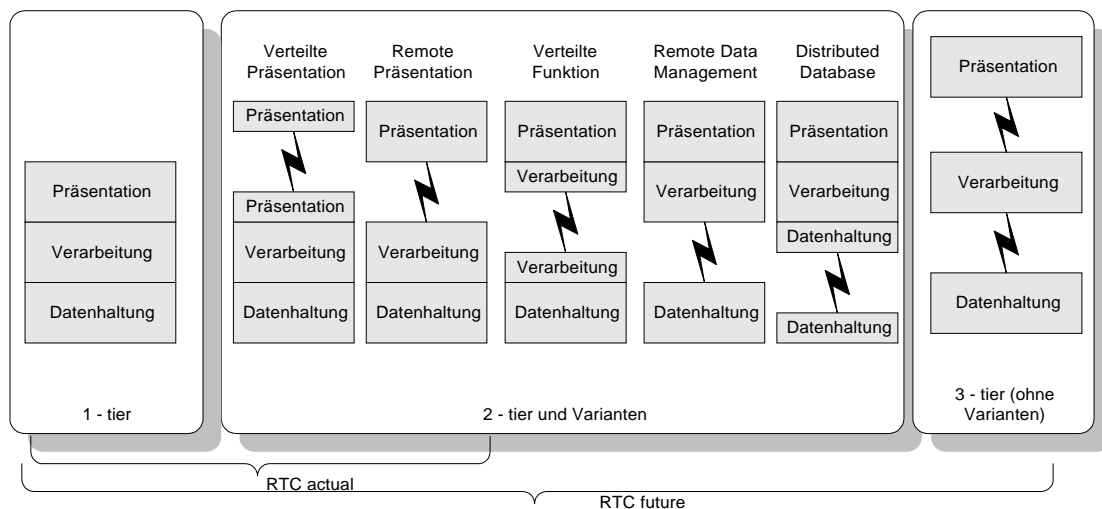 Präsentation
Verarbeitung
Datenhaltung
1 - tier
Verteilte
Präsentation
Präsentation
Präsentation
Verarbeitung
Datenhaltung
Remote
Präsentation
Präsentation
Verarbeitung
Datenhaltung
Verteilte
Funktion
Präsentation
Verarbeitung
Verarbeitung
Datenhaltung
Remote Data
Management
Präsentation
Verarbeitung
Datenhaltung
Distributed
Database
Präsentation
Verarbeitung
Datenhaltung
Datenhaltung
2 - tier und Varianten
Präsentation
Verarbeitung
Datenhaltung
3 - tier (ohne
Varianten)
RTC actual
RTC future